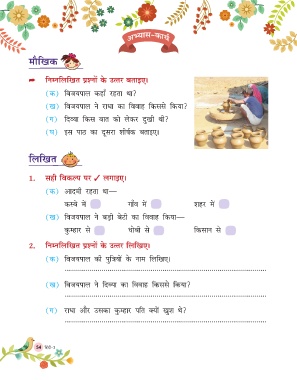 अभ्यास-कार्य
मौखिक
निम्नलिखित प्रश्नों के उत्तर बताइए।
(क) विजयपाल कहाँ रहता था?
(ख) विजयपाल ने राधा का विवाह किससे किया?
(ग) दिव्या किस बात को लेकर दुखी थी?
(घ) इस पाठ का दूसरा शीर्षक बताइए।
लिखित
1. सही विकल्प पर ✓ लगाइए।
(क) आदमी रहता था—
कस्बे में गाँव में शहर में
(ख) विजयपाल ने बड़ी बेटी का विवाह किया—
कुम्हार से धोबी से किसान से
2. निम्नलिखित प्रश्नों के उत्तर लिखिए।
(क) विजयपाल की पुत्रियों के नाम लिखिए।
(ख) विजयपाल ने दिव्या का विवाह किससे किया?
(ग) राधा और उसका कुम्हार पति क्यों खुश थे?
54 हिंदी-3